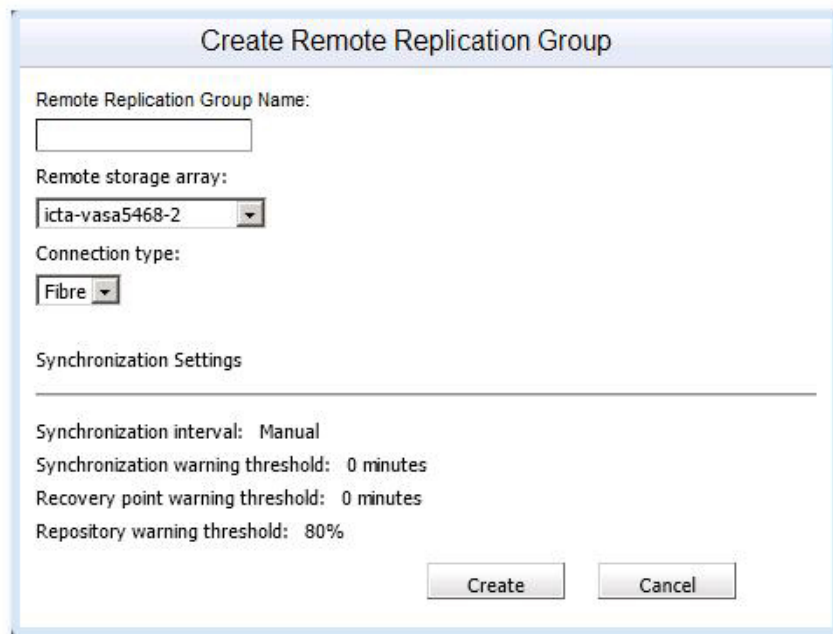 Create Remote Replication Group
Remote Replication Group Name:
Remote storage array:
icta-vasa5468-2
Connection type:
Fibre
Synchronization Settings
Synchronization interval: Manual
Synchronization warning threshold: 0 minutes
Recovery point warning threshold: 0 minutes
Repository warning threshold: 80%
Create Cancel